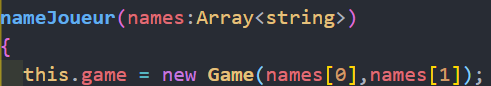 nameJoueur(names:Array<string>)
{
this.game = new Game(names[0],names[1]);